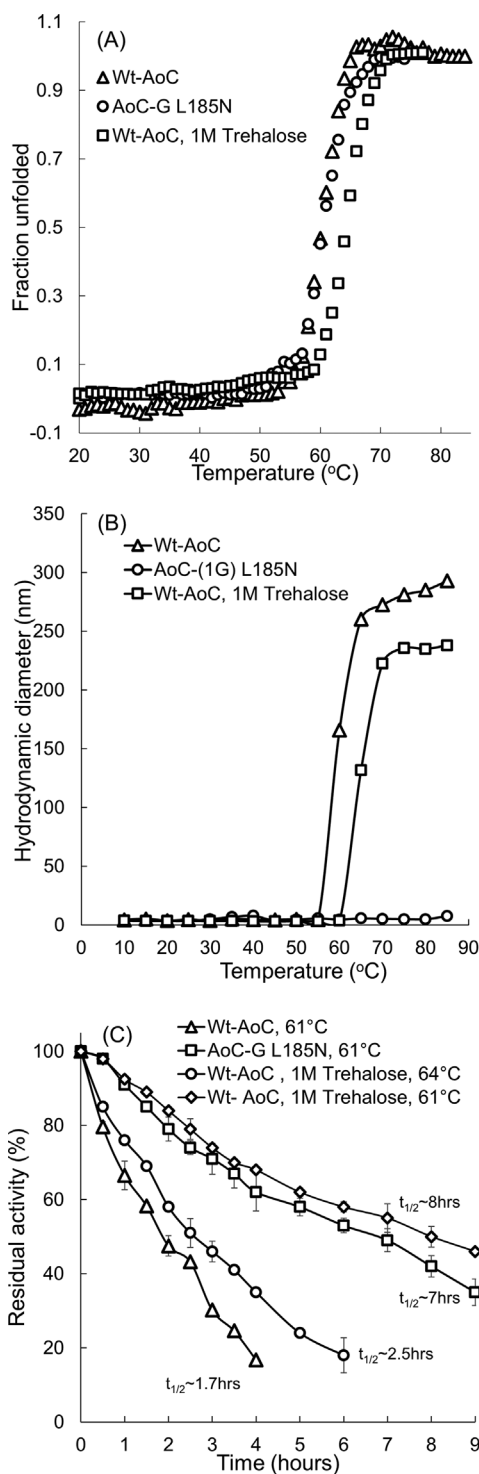 (A)
Wt-AoC
AoC-G L185N
Wt-AoC, 1M Trehalose
Fraction unfolded
1.1
0.9
0.7
0.5
0.3
0.1
-0.1
20 30 40 50 60 70 80
Temperature (°C)
(B)
Wt-AoC
AoC-(1G) L185N
Wt-AoC, 1M Trehalose
Hydrodynamic diameter (nm)
350
300
250
200
150
100
50
0
0 10 20 30 40 50 60 70 80 90
Temperature (°C)
(C)
Wt-AoC, 61°C
AoC-G L185N, 61°C
Wt-AoC , 1M Trehalose, 64°C
Wt- AoC, 1M Trehalose, 61°C
Residual activity (%)
100
80
60
40
20
0
t1/2~8hrs
t1/2~7hrs
t1/2~2.5hrs
t1/2~1.7hrs
0 1 2 3 4 5 6 7 8 9
Time (hours)